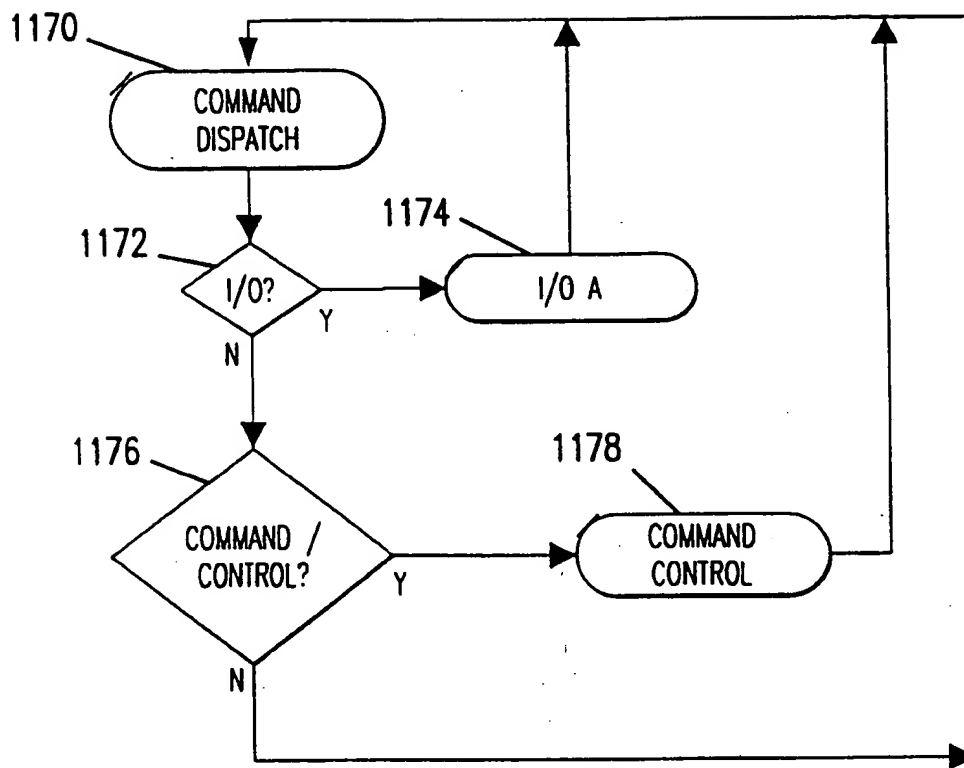 1170
COMMAND
DISPATCH
1174
1172
I/O?
I/O A
Y
N
1176
1178
COMMAND /
CONTROL?
COMMAND
CONTROL
Y
N